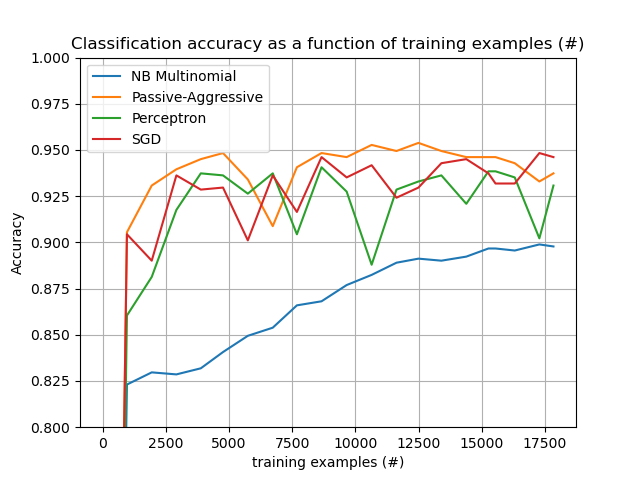 Classification accuracy as a function of training examples (#)
1.000
0.975
0.950
0.925
0.900
0.875
0.850
0.825
0.800
Accuracy
NB Multinomial
Passive-Aggressive
Perceptron
SGD
0 2500 5000 7500 10000 12500 15000 17500
training examples (#)